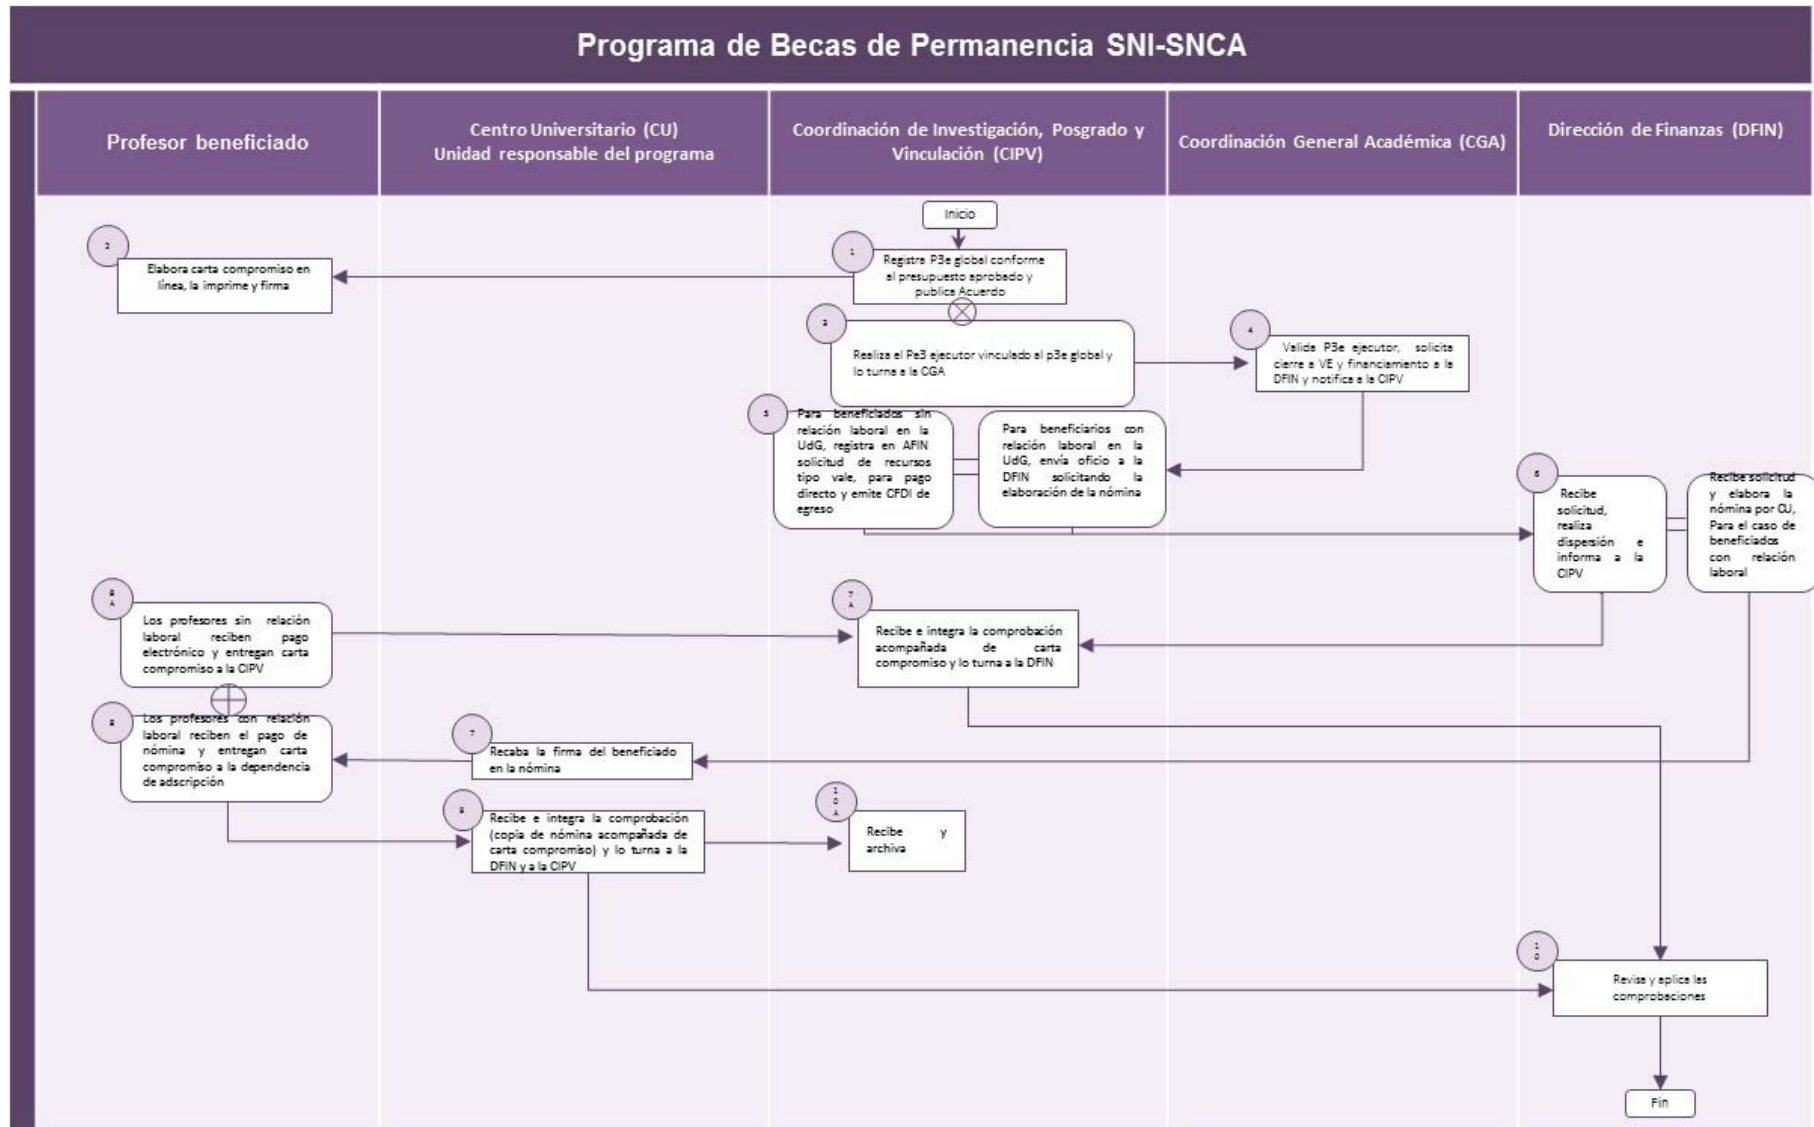 Programa de Becas de Permanencia SNI-SNCA
Profesor beneficiado
Centro Universitario (CU)
Unidad responsable del programa
Coordinación de Investigación, Posgrado y
Vinculación (CIPV)
Coordinación General Académica (CGA)
Dirección de Finanzas (DFIN)
Inicio
1
Registra P3e global conforme
al presupuesto aprobado y
publica Acuerdo
2
Elabora carta compromiso en
línea, la imprime y firma
3
Realiza el Pe3 ejecutor vinculado al p3e global y
lo turna a la CGA
4
Valida P3e ejecutor, solicita
cierre a VE y financiamiento a la
DFIN y notifica a la CIPV
5
Para beneficiados sin
relación laboral en la
UdG, registra en AFIN
solicitud de recursos
tipo vale, para pago
directo y emite CFDI de
egreso
Para beneficiarios con
relación laboral en la
UdG, envía oficio a la
DFIN solicitando la
elaboración de la nómina
6
Recibe
solicitud,
realiza
dispersión e
informa a la
CIPV
Recibe solicitud
y elabora la
nómina por CU,
Para el caso de
beneficiados
con relación
laboral
8
A
Los profesores sin relación
laboral reciben pago
electrónico y entregan carta
compromiso a la CIPV
7
A
Recibe e integra la comprobación
acompañada de carta
compromiso y lo turna a la DFIN
8
Los profesores con relación
laboral reciben el pago de
nómina y entregan carta
compromiso a la dependencia
de adscripción
7
Recaba la firma del beneficiado
en la nómina
9
Recibe e integra la comprobación
(copia de nómina acompañada de
carta compromiso) y lo turna a la
DFIN y a la CIPV
1
0
A
Recibe y
archiva
1
0
Revisa y aplica las
comprobaciones
Fin